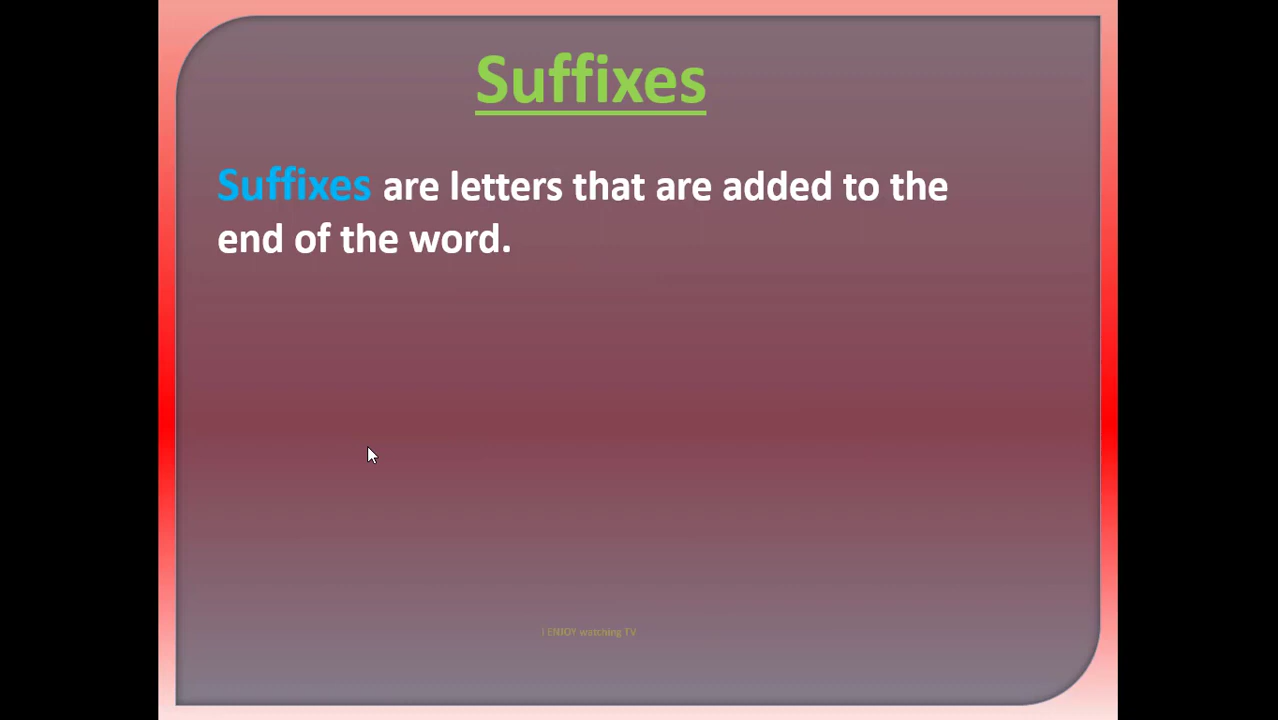 Suffixes
Suffixes are letters that are added to the
end of the word.
I ENJOY watching TV